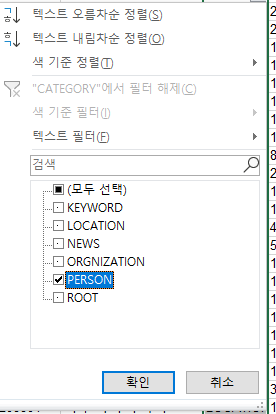 텍스트 오름차순 정렬(S)
텍스트 내림차순 정렬(O)
색 기준 정렬(T)
"CATEGORY"에서 필터 해제(C)
색 기준 필터(I)
텍스트 필터(F)
검색
(모두 선택)
KEYWORD
LOCATION
NEWS
ORGNIZATION
PERSON
ROOT
확인 취소